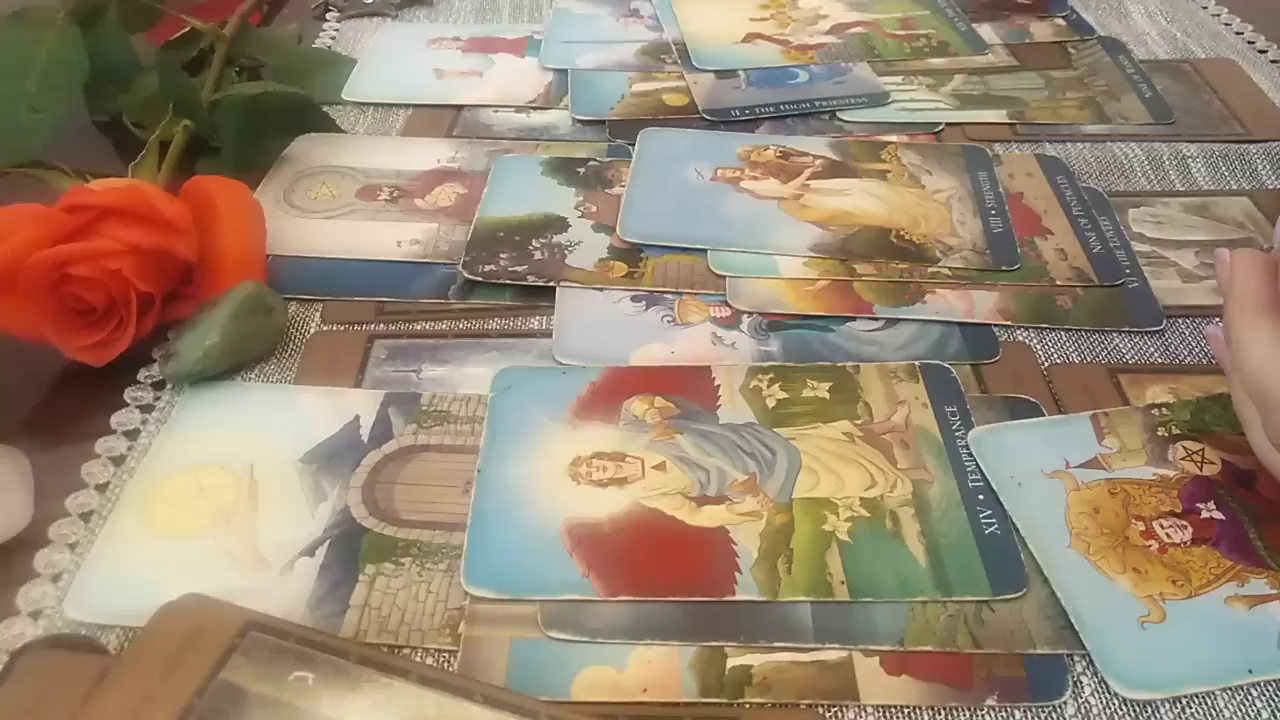 II • THE HIGH PRIESTESS
VIII • STRENGTH
NINE OF PENTACLES
VI • THE LOVERS
XIV • TEMPERANCE